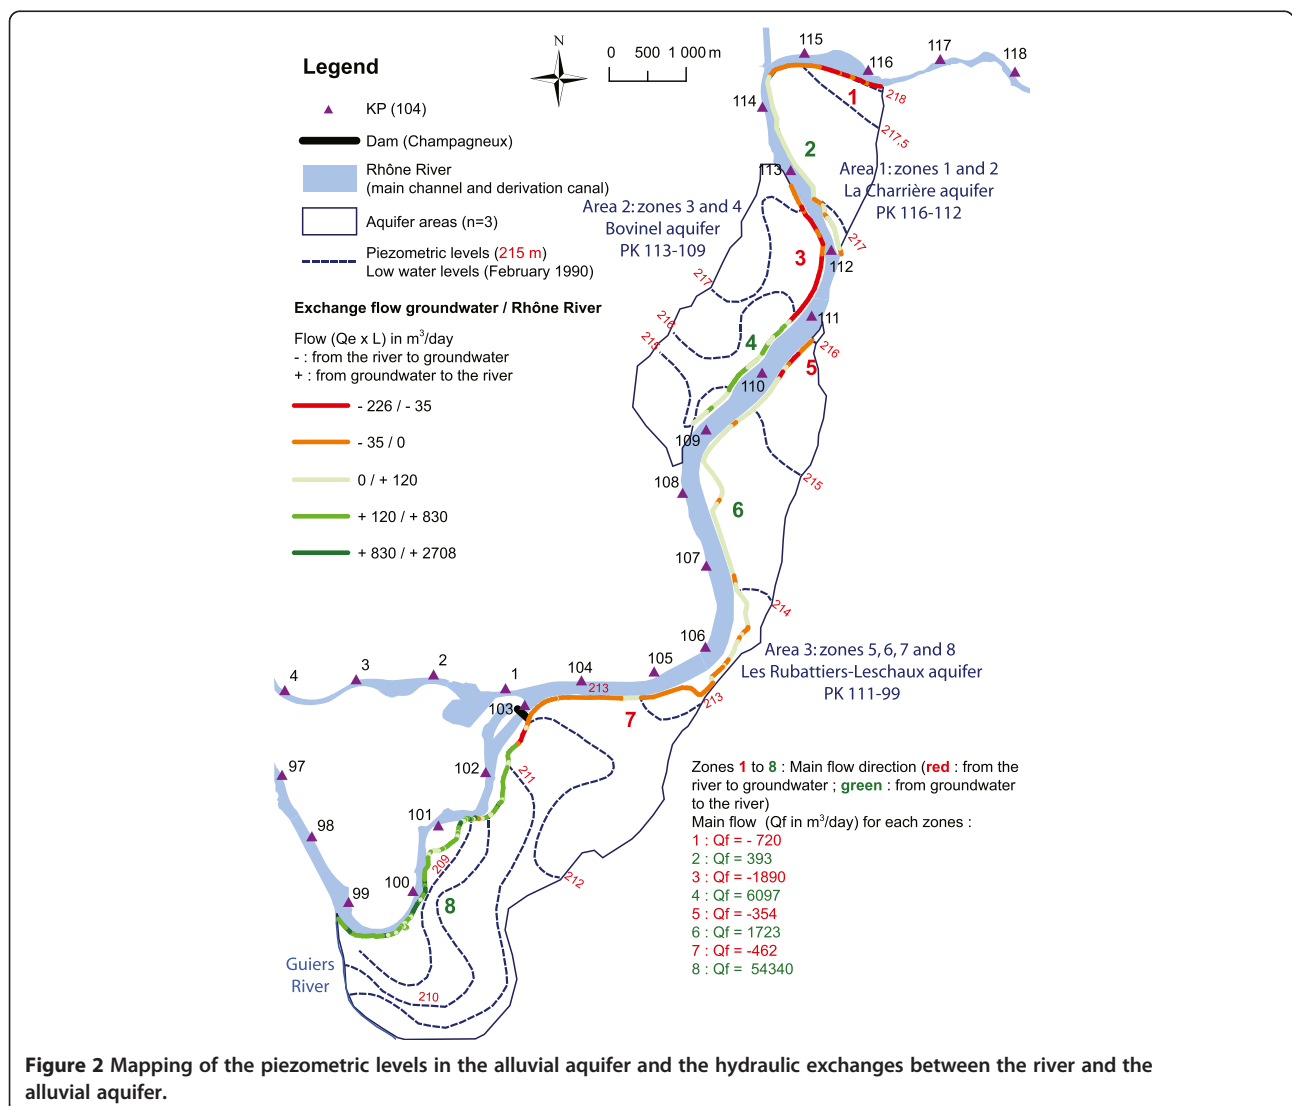 Legend
KP (104)
Dam (Champagneux)
Rhône River
(main channel and derivation canal)
Aquifer areas (n=3)
Piezometric levels (215 m)
Low water levels (February 1990)
Exchange flow groundwater / Rhône River
Flow (Qe x L) in m³/day
- : from the river to groundwater
+ : from groundwater to the river
- 226 / - 35
- 35 / 0
0 / + 120
+ 120 / + 830
+ 830 / + 2708
N
0 500 1 000 m
115
116
117
118
1
218
114
217,5
2
113
Area 1: zones 1 and 2
La Charrière aquifer
PK 116-112
Area 2: zones 3 and 4
Bovinel aquifer
PK 113-109
217
3
112
217
111
216
4
216
215
5
110
109
108
215
6
107
214
106
Area 3: zones 5, 6, 7 and 8
Les Rubattiers-Leschaux aquifer
PK 111-99
105
104
213
1
2
3
4
213
103
7
102
211
97
101
98
209
212
100
99
8
Guiers
River
210
Zones 1 to 8 : Main flow direction (red : from the
river to groundwater ; green : from groundwater
to the river)
Main flow (Qf in m³/day) for each zones :
1 : Qf = - 720
2 : Qf = 393
3 : Qf = -1890
4 : Qf = 6097
5 : Qf = -354
6 : Qf = 1723
7 : Qf = -462
8 : Qf = 54340
Figure 2 Mapping of the piezometric levels in the alluvial aquifer and the hydraulic exchanges between the river and the
alluvial aquifer.